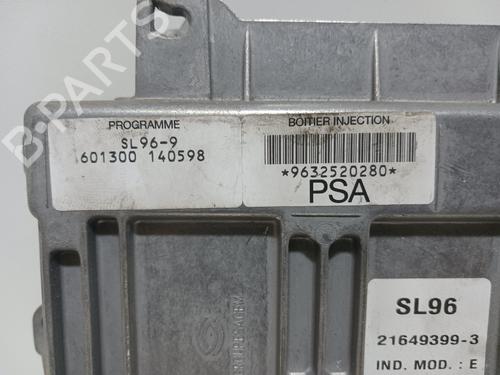 B-PARTS
PROGRAMME
SL96-9
601300 140598
BOITIER INJECTION
*9632520280*
PSA
SL96
21649399-3
IND. MOD. : E